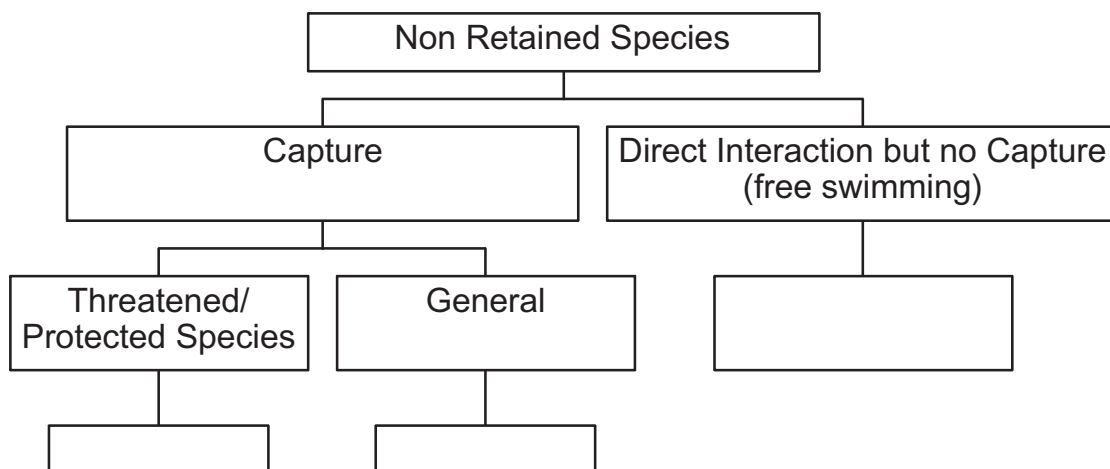 Non Retained Species
Capture
Direct Interaction but no Capture
(free swimming)
Threatened/
Protected Species
General